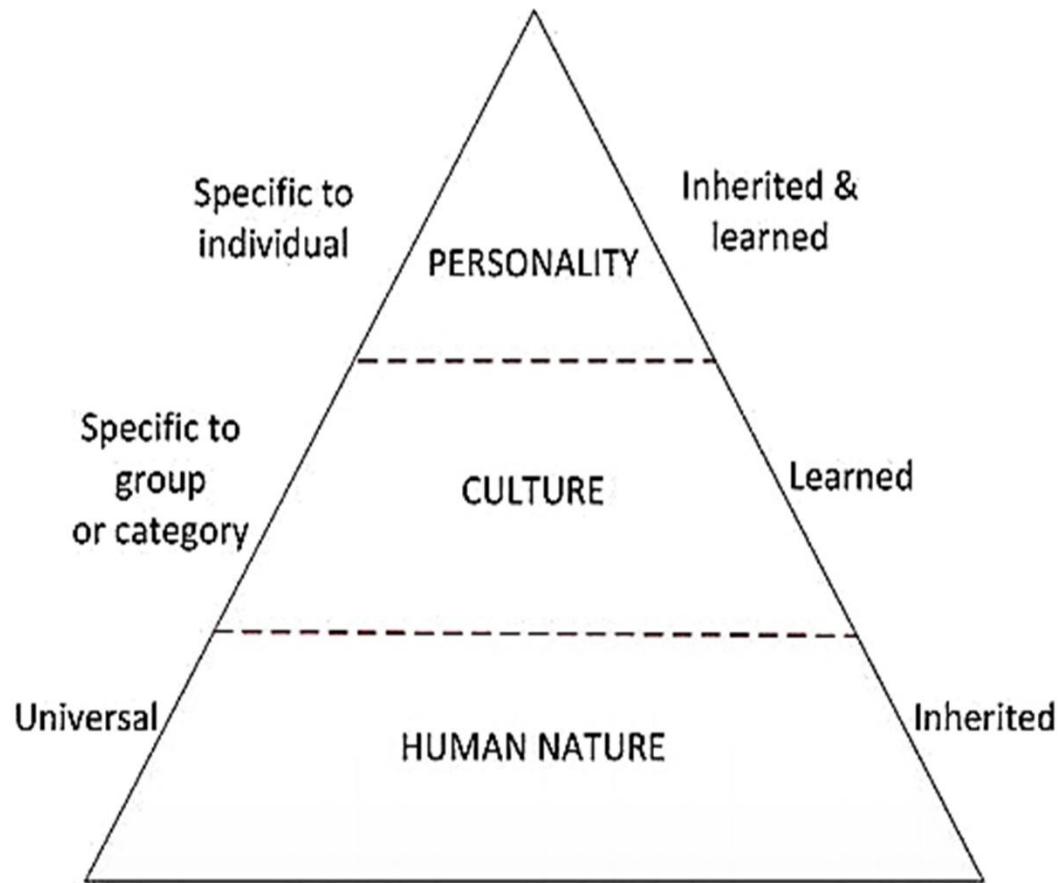 Specific to
individual
Inherited &
learned
PERSONALITY
Specific to
group
or category
CULTURE
Learned
Universal
HUMAN NATURE
Inherited